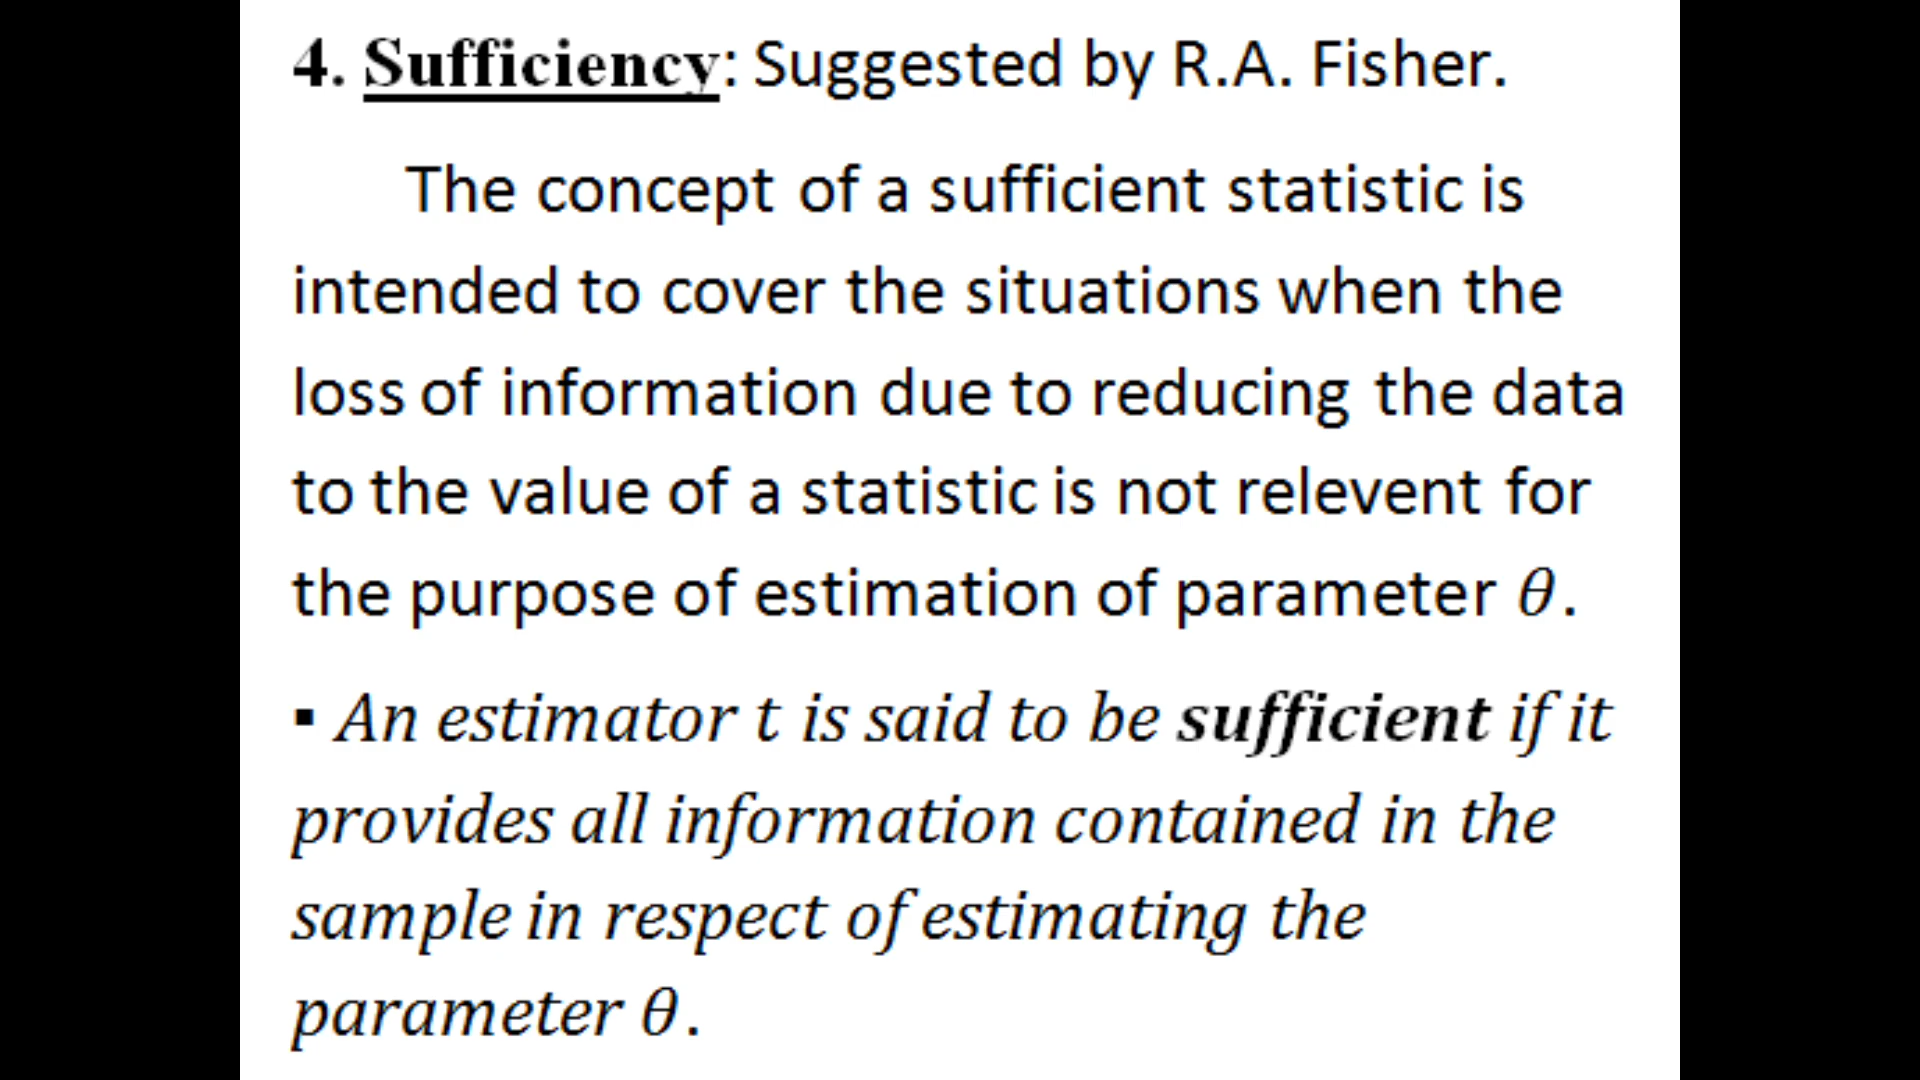 4. Sufficiency: Suggested by R.A. Fisher.
The concept of a sufficient statistic is
intended to cover the situations when the
loss of information due to reducing the data
to the value of a statistic is not relevent for
the purpose of estimation of parameter θ.
▪ An estimator t is said to be sufficient if it
provides all information contained in the
sample in respect of estimating the
parameter θ.